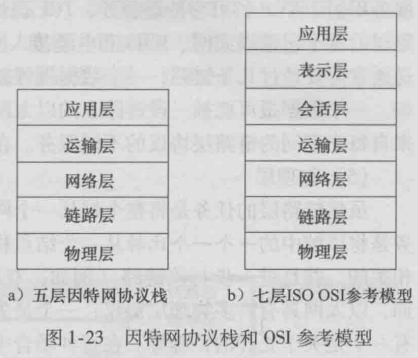 应用层
运输层
网络层
链路层
物理层
a）五层因特网协议栈
应用层
表示层
会话层
运输层
网络层
链路层
物理层
b）七层ISO OSI参考模型
图1-23 因特网协议栈和OSI参考模型